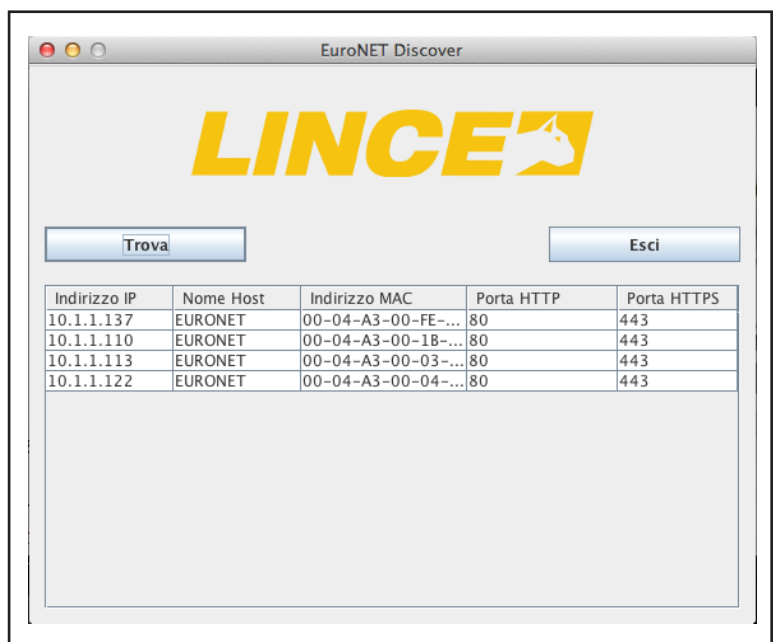 EuroNET Discover
LINCE
Trova Esci
Indirizzo IP Nome Host Indirizzo MAC Porta HTTP Porta HTTPS
10.1.1.137 EURONET 00-04-A3-00-FE-... 80 443
10.1.1.110 EURONET 00-04-A3-00-1B-... 80 443
10.1.1.113 EURONET 00-04-A3-00-03-... 80 443
10.1.1.122 EURONET 00-04-A3-00-04-... 80 443